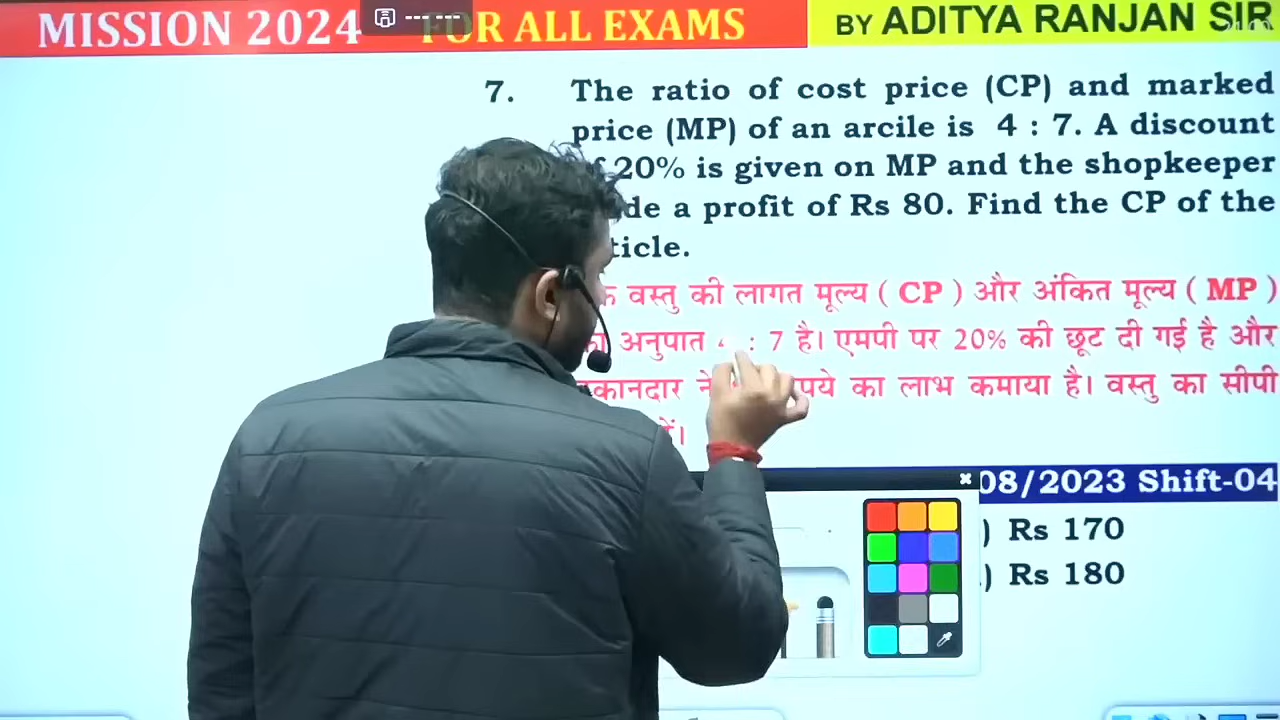 MISSION 2024 FOR ALL EXAMS
BY ADITYA RANJAN SIR
7. The ratio of cost price (CP) and marked
price (MP) of an arcile is 4 : 7. A discount
20% is given on MP and the shopkeeper
de a profit of Rs 80. Find the CP of the
ticle.
वस्तु की लागत मूल्य ( CP ) और अंकित मूल्य ( MP )
का अनुपात : 7 है। एमपी पर 20% की छूट दी गई है और
कानदार ने पये का लाभ कमाया है। वस्तु का सीपी
08/2023 Shift-04
) Rs 170
) Rs 180